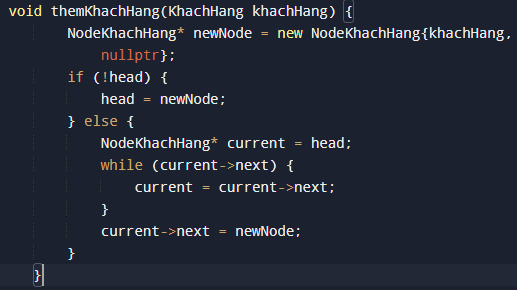 void themKhachHang(KhachHang khachHang) {
NodeKhachHang* newNode = new NodeKhachHang{khachHang,
nullptr};
if (!head) {
head = newNode;
} else {
NodeKhachHang* current = head;
while (current->next) {
current = current->next;
}
current->next = newNode;
}
}